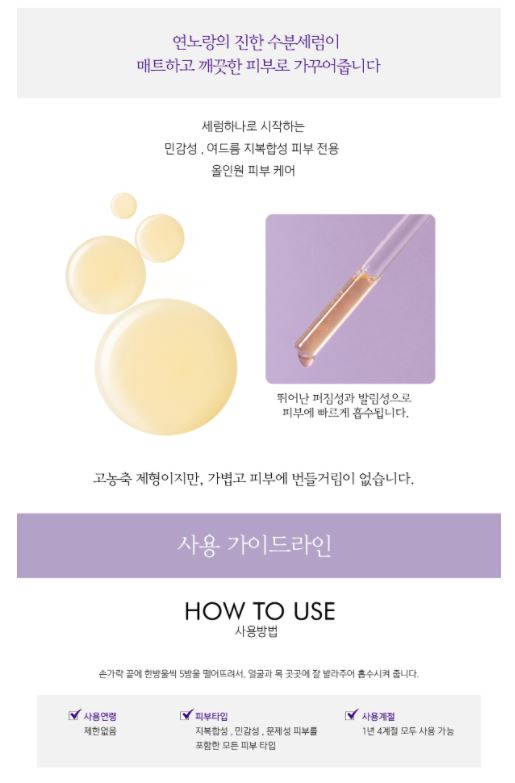 연노랑의 진한 수분세럼이
매트하고 깨끗한 피부로 가꾸어줍니다
세럼하나로 시작하는
민감성 , 여드름 지복합성 피부 전용
올인원 피부 케어
뛰어난 퍼짐성과 발림성으로
피부에 빠르게 흡수됩니다.
고농축 제형이지만, 가볍고 피부에 번들거림이 없습니다.
사용 가이드라인
HOW TO USE
사용방법
손가락 끝에 한방울씩 5방울 떨어뜨려서, 얼굴과 목 곳곳에 잘 발라주어 흡수시켜 줍니다.
사용연령
제한없음
피부타입
지복합성 , 민감성 , 문제성 피부를
포함한 모든 피부 타입
사용계절
1년 4계절 모두 사용 가능